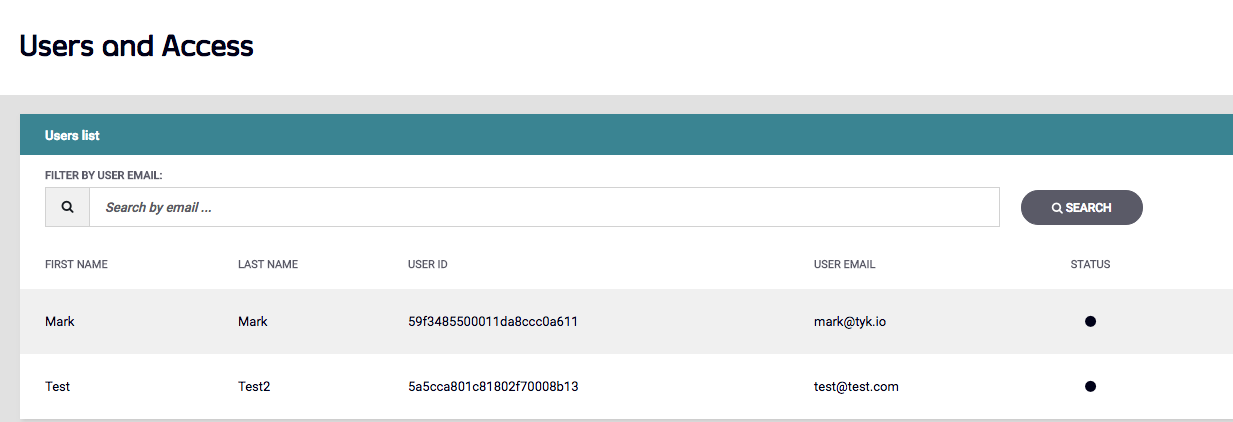 Users and Access
Users list
FILTER BY USER EMAIL:
Search by email ...
SEARCH
FIRST NAME LAST NAME USER ID USER EMAIL STATUS
Mark Mark 59f3485500011da8ccc0a611 mark@tyk.io
Test Test2 5a5cca801c81802f70008b13 test@test.com